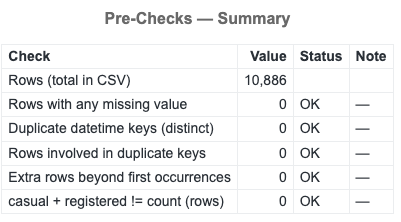 Pre-Checks — Summary
Check Value Status Note
Rows (total in CSV) 10,886
Rows with any missing value 0 OK —
Duplicate datetime keys (distinct) 0 OK —
Rows involved in duplicate keys 0 OK —
Extra rows beyond first occurrences 0 OK —
casual + registered != count (rows) 0 OK —